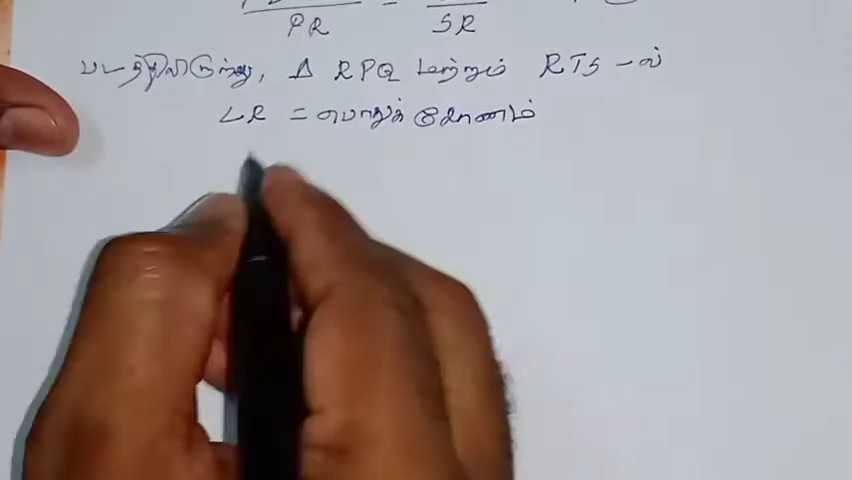 PR = SR
படத்திலிருந்து, Δ RPQ மற்றும் RTS -ல்
∠R = பொதுக் கோணம்